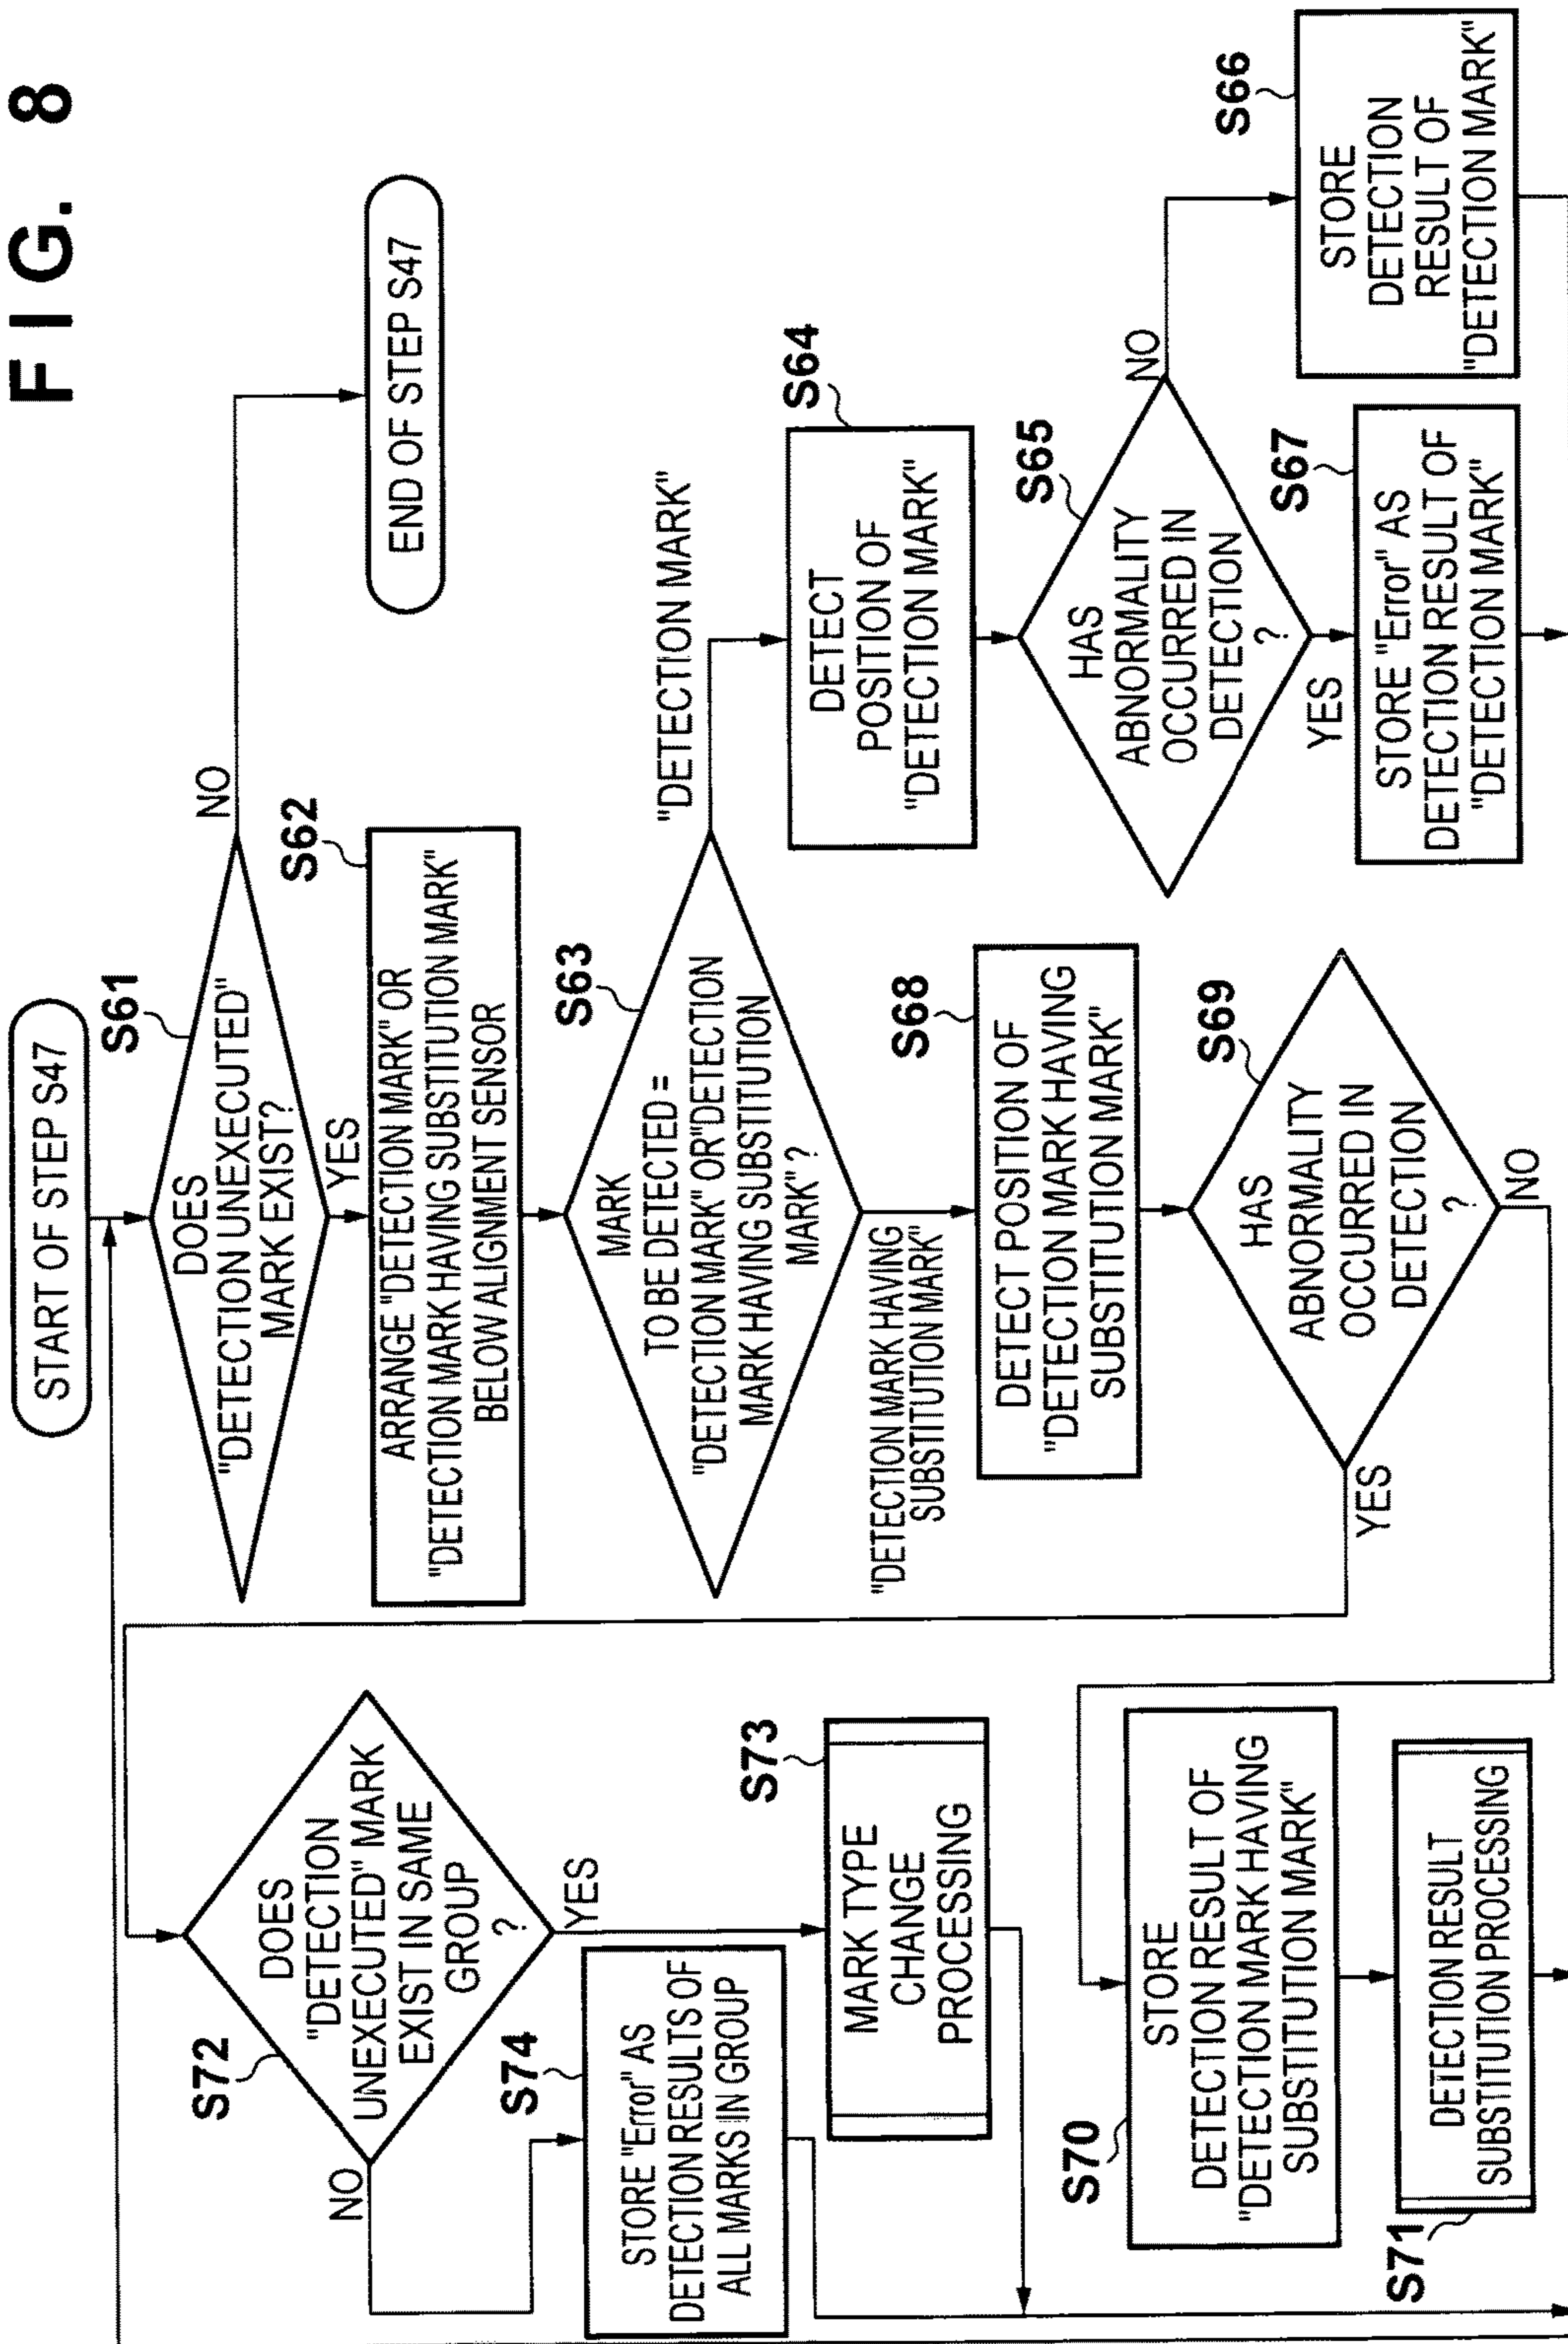 FIG. 8
START OF STEP S47
S61
DOES
"DETECTION UNEXECUTED"
MARK EXIST?
NO
END OF STEP S47
YES
S62
ARRANGE "DETECTION MARK" OR
"DETECTION MARK HAVING SUBSTITUTION MARK"
BELOW ALIGNMENT SENSOR
S63
MARK
TO BE DETECTED =
"DETECTION MARK" OR"DETECTION
MARK HAVING SUBSTITUTION
MARK"?
"DETECTION MARK"
S64
DETECT
POSITION OF
"DETECTION MARK"
S65
HAS
ABNORMALITY
OCCURRED IN
DETECTION
?
NO
S66
STORE
DETECTION
RESULT OF
"DETECTION MARK"
YES
S67
STORE "Error" AS
DETECTION RESULT OF
"DETECTION MARK"
"DETECTION MARK HAVING
SUBSTITUTION MARK"
S68
DETECT POSITION OF
"DETECTION MARK HAVING
SUBSTITUTION MARK"
S69
HAS
ABNORMALITY
OCCURRED IN
DETECTION
?
YES
NO
S72
DOES
"DETECTION
UNEXECUTED" MARK
EXIST IN SAME
GROUP
?
NO
YES
S74
STORE "Error" AS
DETECTION RESULTS OF
ALL MARKS IN GROUP
S73
MARK TYPE
CHANGE
PROCESSING
S70
STORE
DETECTION RESULT OF
"DETECTION MARK HAVING
SUBSTITUTION MARK"
S71
DETECTION RESULT
SUBSTITUTION PROCESSING